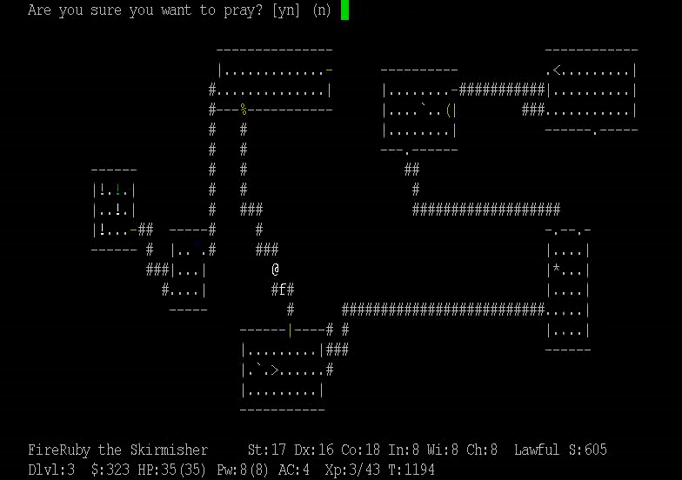 Are you sure you want to pray? [yn] (n)
FireRuby the Skirmisher St:17 Dx:16 Co:18 In:8 Wi:8 Ch:8 Lawful S:605
Dlvl:3 $:323 HP:35(35) Pw:8(8) AC:4 Xp:3/43 T:1194